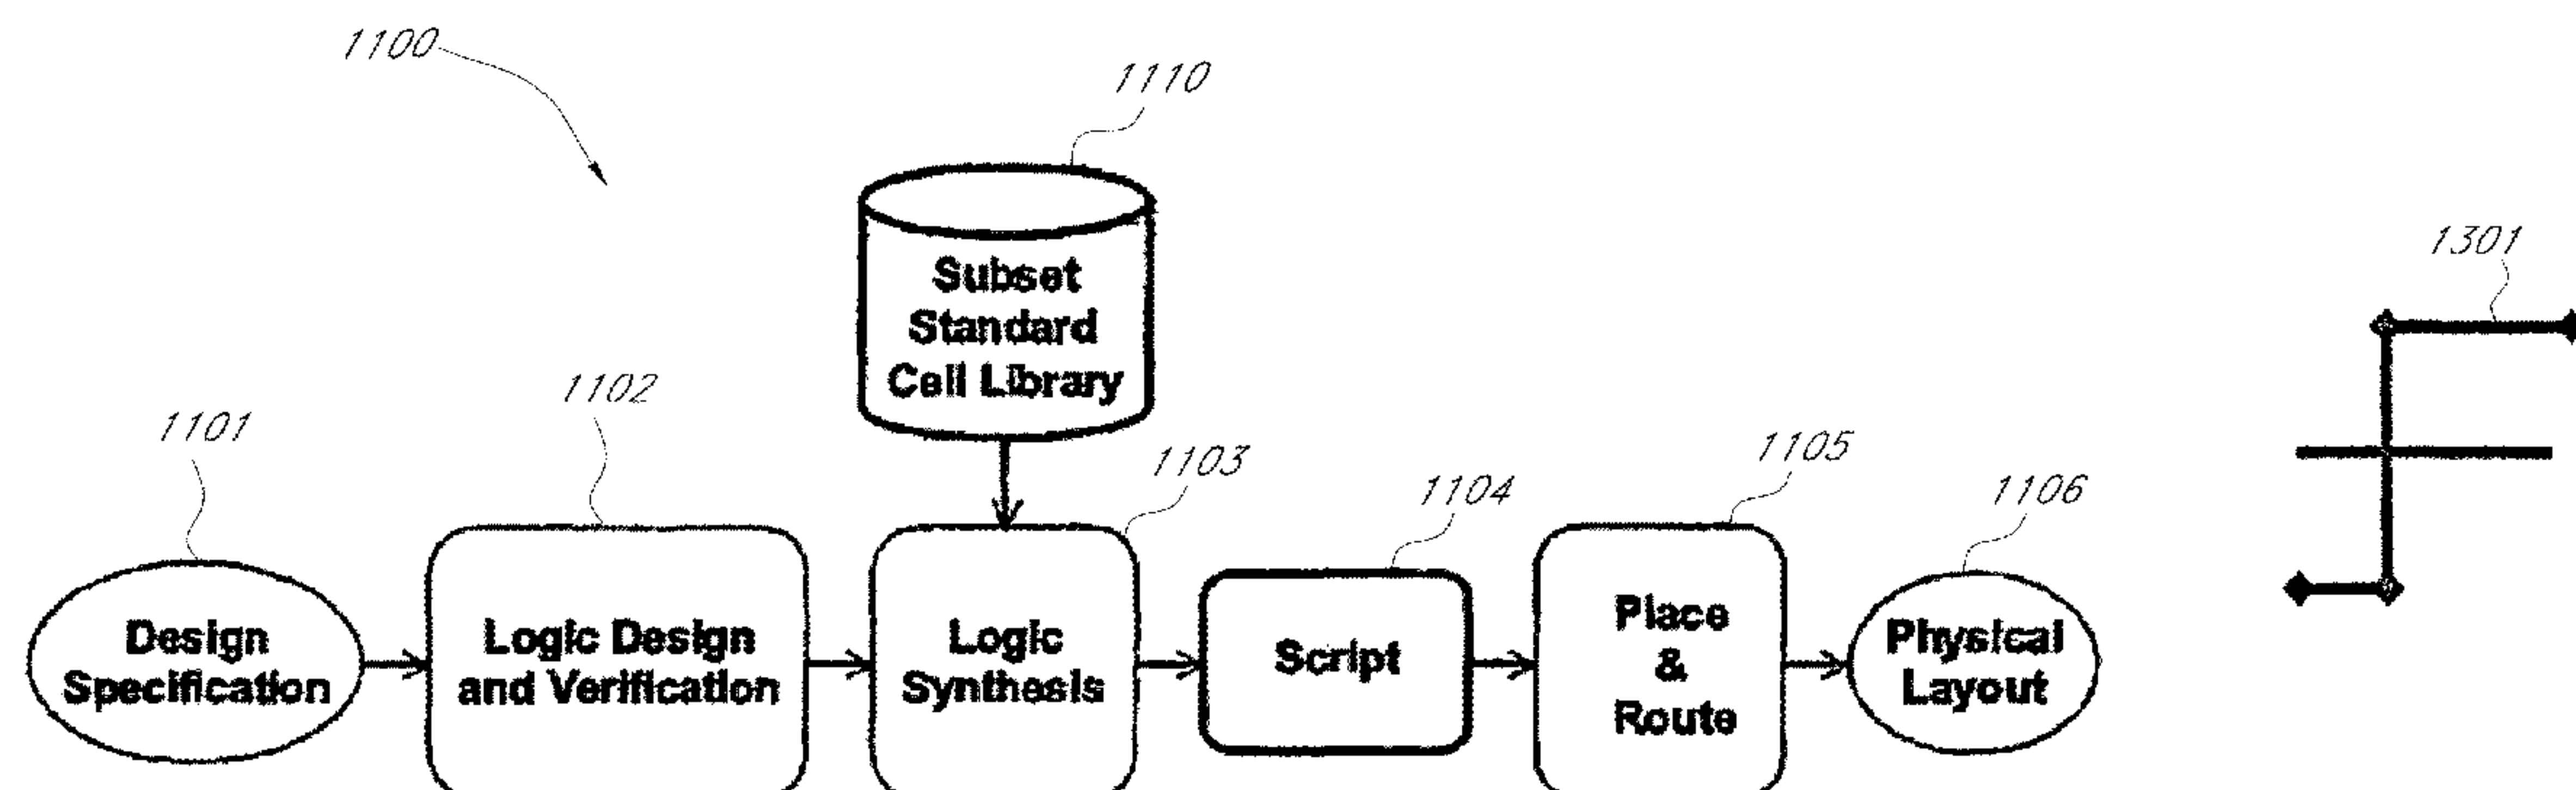 1100
1110
Subset
Standard
Cell Library
1301
1101
1102
1103
1104
1105
1106
Design
Specification
Logic Design
and Verification
Logic
Synthesis
Script
Place
&
Route
Physical
Layout